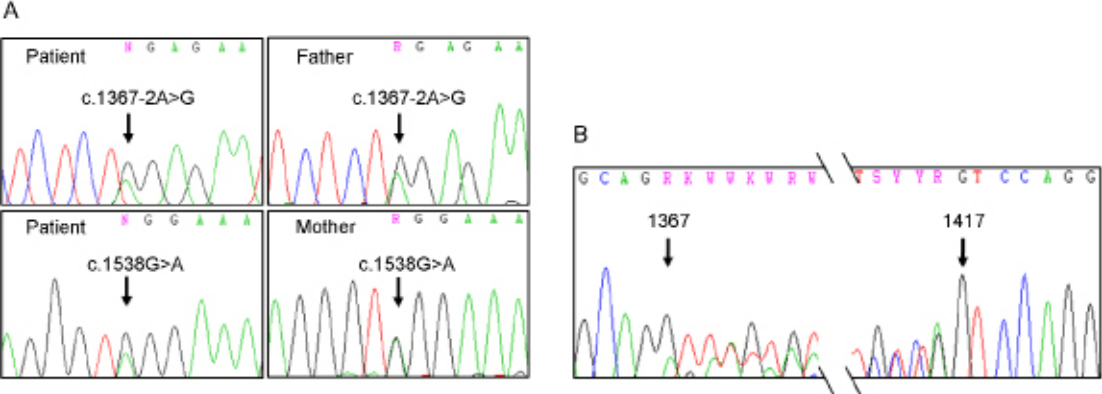 A
Patient
N G A G A A
c.1367-2A>G
Father
R G A G A A
c.1367-2A>G
Patient
N G G A A A
c.1538G>A
Mother
R G G A A A
c.1538G>A
B
G C A G R K W W K W R W T S Y Y R G T C C A G G
1367
1417